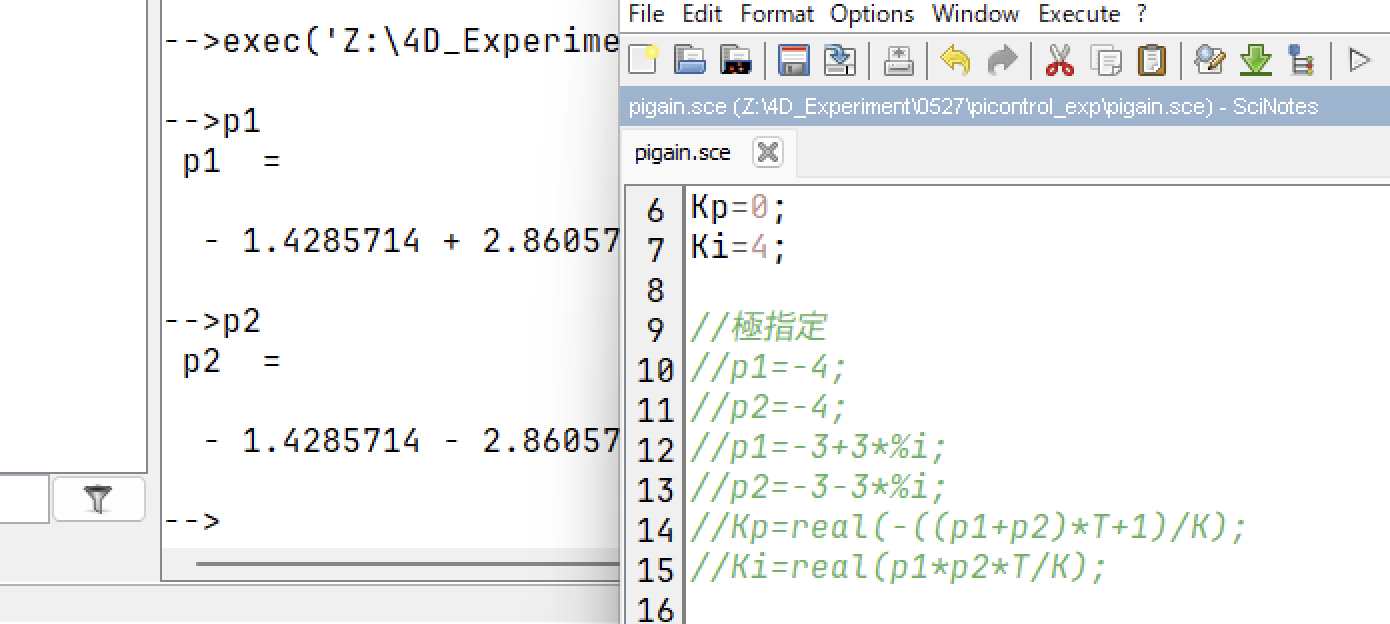 -->exec('Z:\4D_Experime
-->p1
p1 =
- 1.4285714 + 2.86057
-->p2
p2 =
- 1.4285714 - 2.86057
-->
File Edit Format Options Window Execute ?
pigain.sce (Z:\4D_Experiment\0527\picontrol_exp\pigain.sce) - SciNotes
pigain.sce
6 Kp=0;
7 Ki=4;
8
9 //極指定
10 //p1=-4;
11 //p2=-4;
12 //p1=-3+3*%i;
13 //p2=-3-3*%i;
14 //Kp=real(-((p1+p2)*T+1)/K);
15 //Ki=real(p1*p2*T/K);
16